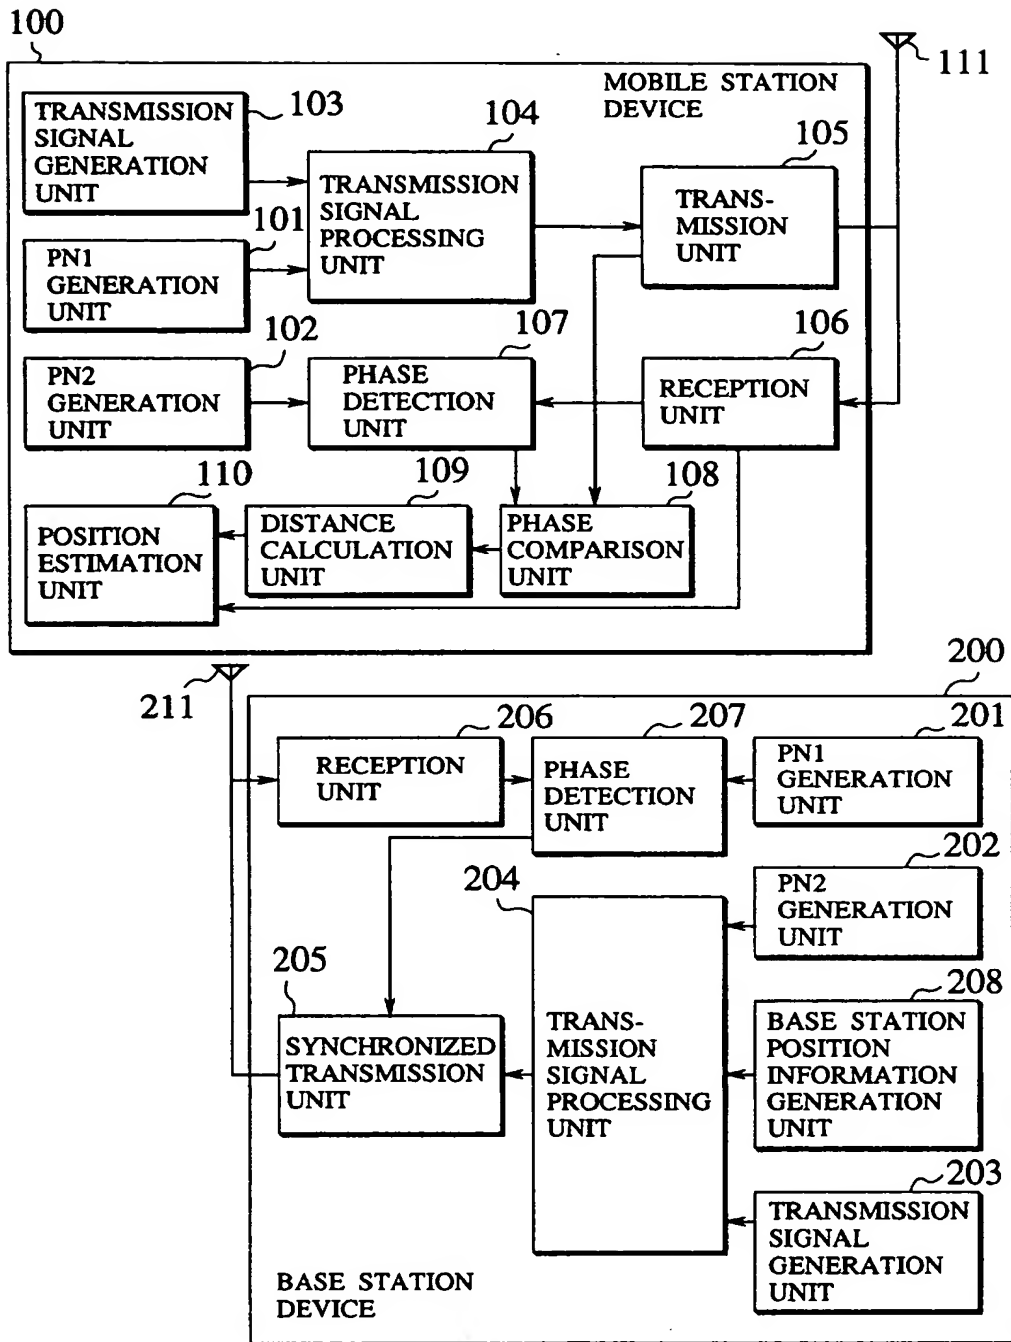 100
111
MOBILE STATION
DEVICE
TRANSMISSION
SIGNAL
GENERATION
UNIT
103
104
TRANSMISSION
SIGNAL
PROCESSING
UNIT
105
TRANS-
MISSION
UNIT
101
PN1
GENERATION
UNIT
102
PN2
GENERATION
UNIT
107
PHASE
DETECTION
UNIT
106
RECEPTION
UNIT
110
POSITION
ESTIMATION
UNIT
109
DISTANCE
CALCULATION
UNIT
108
PHASE
COMPARISON
UNIT
200
211
206
RECEPTION
UNIT
207
PHASE
DETECTION
UNIT
201
PN1
GENERATION
UNIT
202
PN2
GENERATION
UNIT
204
TRANS-
MISSION
SIGNAL
PROCESSING
UNIT
205
SYNCHRONIZED
TRANSMISSION
UNIT
208
BASE STATION
POSITION
INFORMATION
GENERATION
UNIT
203
TRANSMISSION
SIGNAL
GENERATION
UNIT
BASE STATION
DEVICE